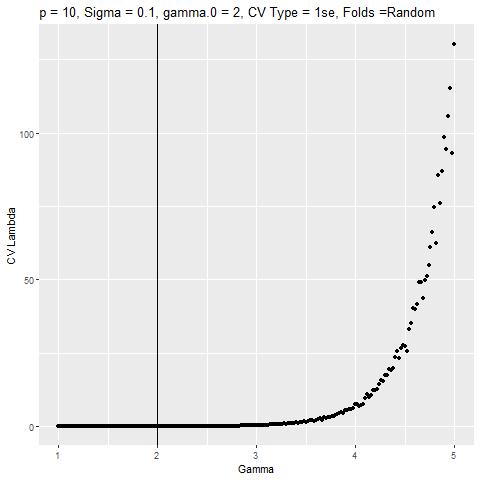 p = 10, Sigma = 0.1, gamma.0 = 2, CV Type = 1se, Folds =Random
100
50
0
CV Lambda
1 2 3 4 5
Gamma